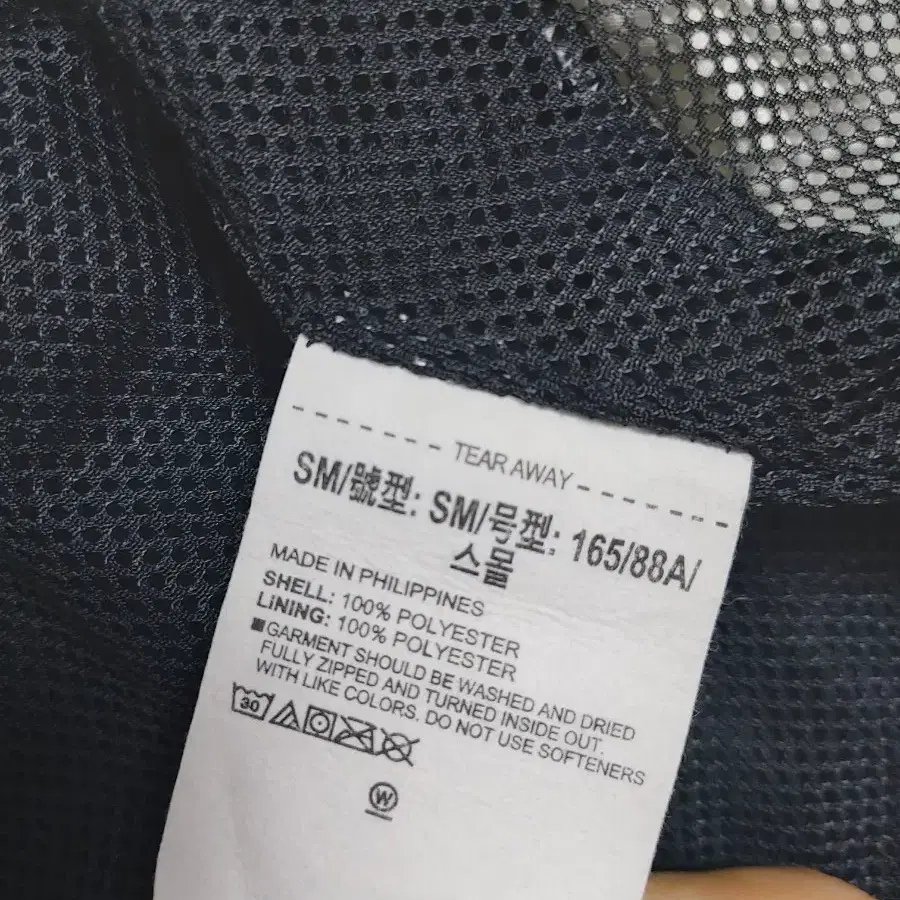 TEAR AWAY
SM/號型: SM/号型: 165/88A/
스몰
MADE IN PHILIPPINES
SHELL: 100% POLYESTER
LiNING: 100% POLYESTER
■GARMENT SHOULD BE WASHED AND DRIED
FULLY ZIPPED AND TURNED INSIDE OUT.
WITH LIKE COLORS. DO NOT USE SOFTENERS
30
W